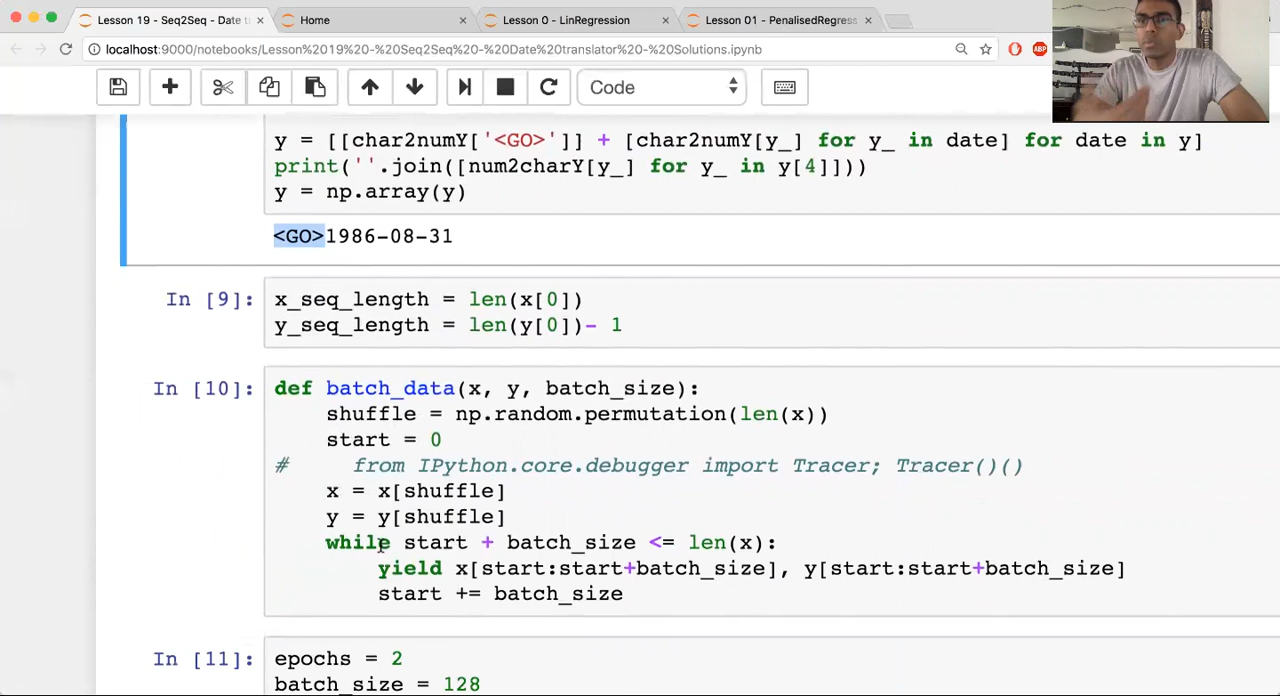 Lesson 19 - Seq2Seq - Date t
Home
Lesson 0 - LinRegression
Lesson 01 - PenalisedRegress
localhost:9000/notebooks/Lesson%2019%20-%20Seq2Seq%20-%20Date%20translator%20-%20Solutions.ipynb
ABP
Code
y = [[char2numY['<GO>']] + [char2numY[y_] for y_ in date] for date in y]
print(''.join([num2charY[y_] for y_ in y[4]]))
y = np.array(y)
<GO>1986-08-31
In [9]: x_seq_length = len(x[0])
y_seq_length = len(y[0])- 1
In [10]: def batch_data(x, y, batch_size):
shuffle = np.random.permutation(len(x))
start = 0
# from IPython.core.debugger import Tracer; Tracer()()
x = x[shuffle]
y = y[shuffle]
while start + batch_size <= len(x):
yield x[start:start+batch_size], y[start:start+batch_size]
start += batch_size
In [11]: epochs = 2
batch_size = 128